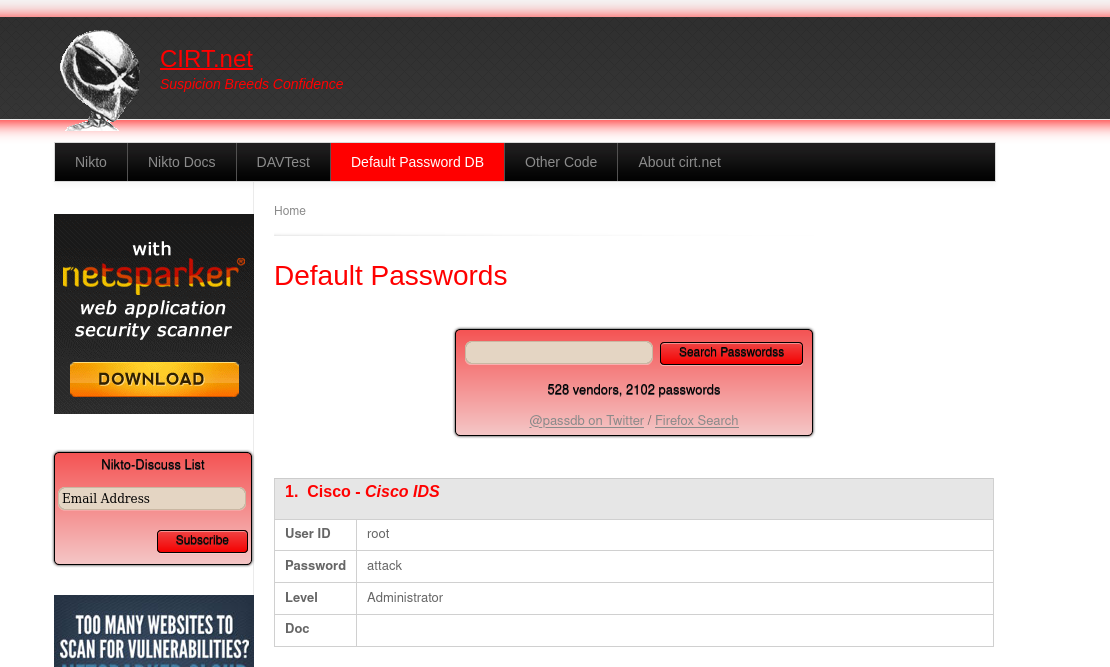 CIRT.net
Suspicion Breeds Confidence
Nikto
Nikto Docs
DAVTest
Default Password DB
Other Code
About cirt.net
with
netsparker®
web application
security scanner
DOWNLOAD
Nikto-Discuss List
Email Address
Subscribe
TOO MANY WEBSITES TO
SCAN FOR VULNERABILITIES?
NETSPARKER CLOUD
Home
Default Passwords
Search Passwordss
528 vendors, 2102 passwords
@passdb on Twitter / Firefox Search
1. Cisco - Cisco IDS
User ID root
Password attack
Level Administrator
Doc